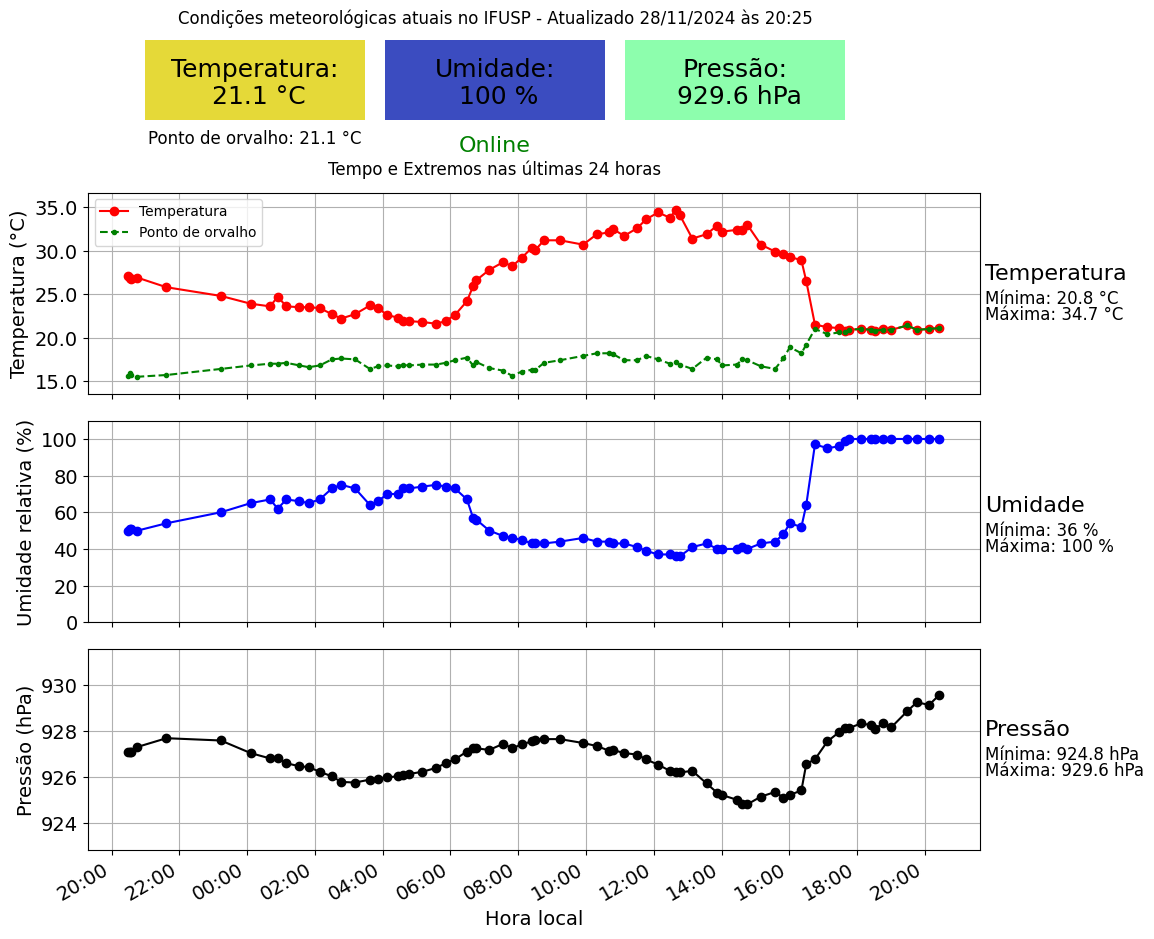 Condições meteorológicas atuais no IFUSP - Atualizado 28/11/2024 às 20:25
Temperatura:
21.1 °C
Umidade:
100 %
Pressão:
929.6 hPa
Ponto de orvalho: 21.1 °C
Online
Tempo e Extremos nas últimas 24 horas
Temperatura (°C)
35.0
30.0
25.0
20.0
15.0
Temperatura
Ponto de orvalho
Temperatura
Mínima: 20.8 °C
Máxima: 34.7 °C
Umidade relativa (%)
100
80
60
40
20
0
Umidade
Mínima: 36 %
Máxima: 100 %
Pressão (hPa)
930
928
926
924
Pressão
Mínima: 924.8 hPa
Máxima: 929.6 hPa
20:00 22:00 00:00 02:00 04:00 06:00 08:00 10:00 12:00 14:00 16:00 18:00 20:00
Hora local